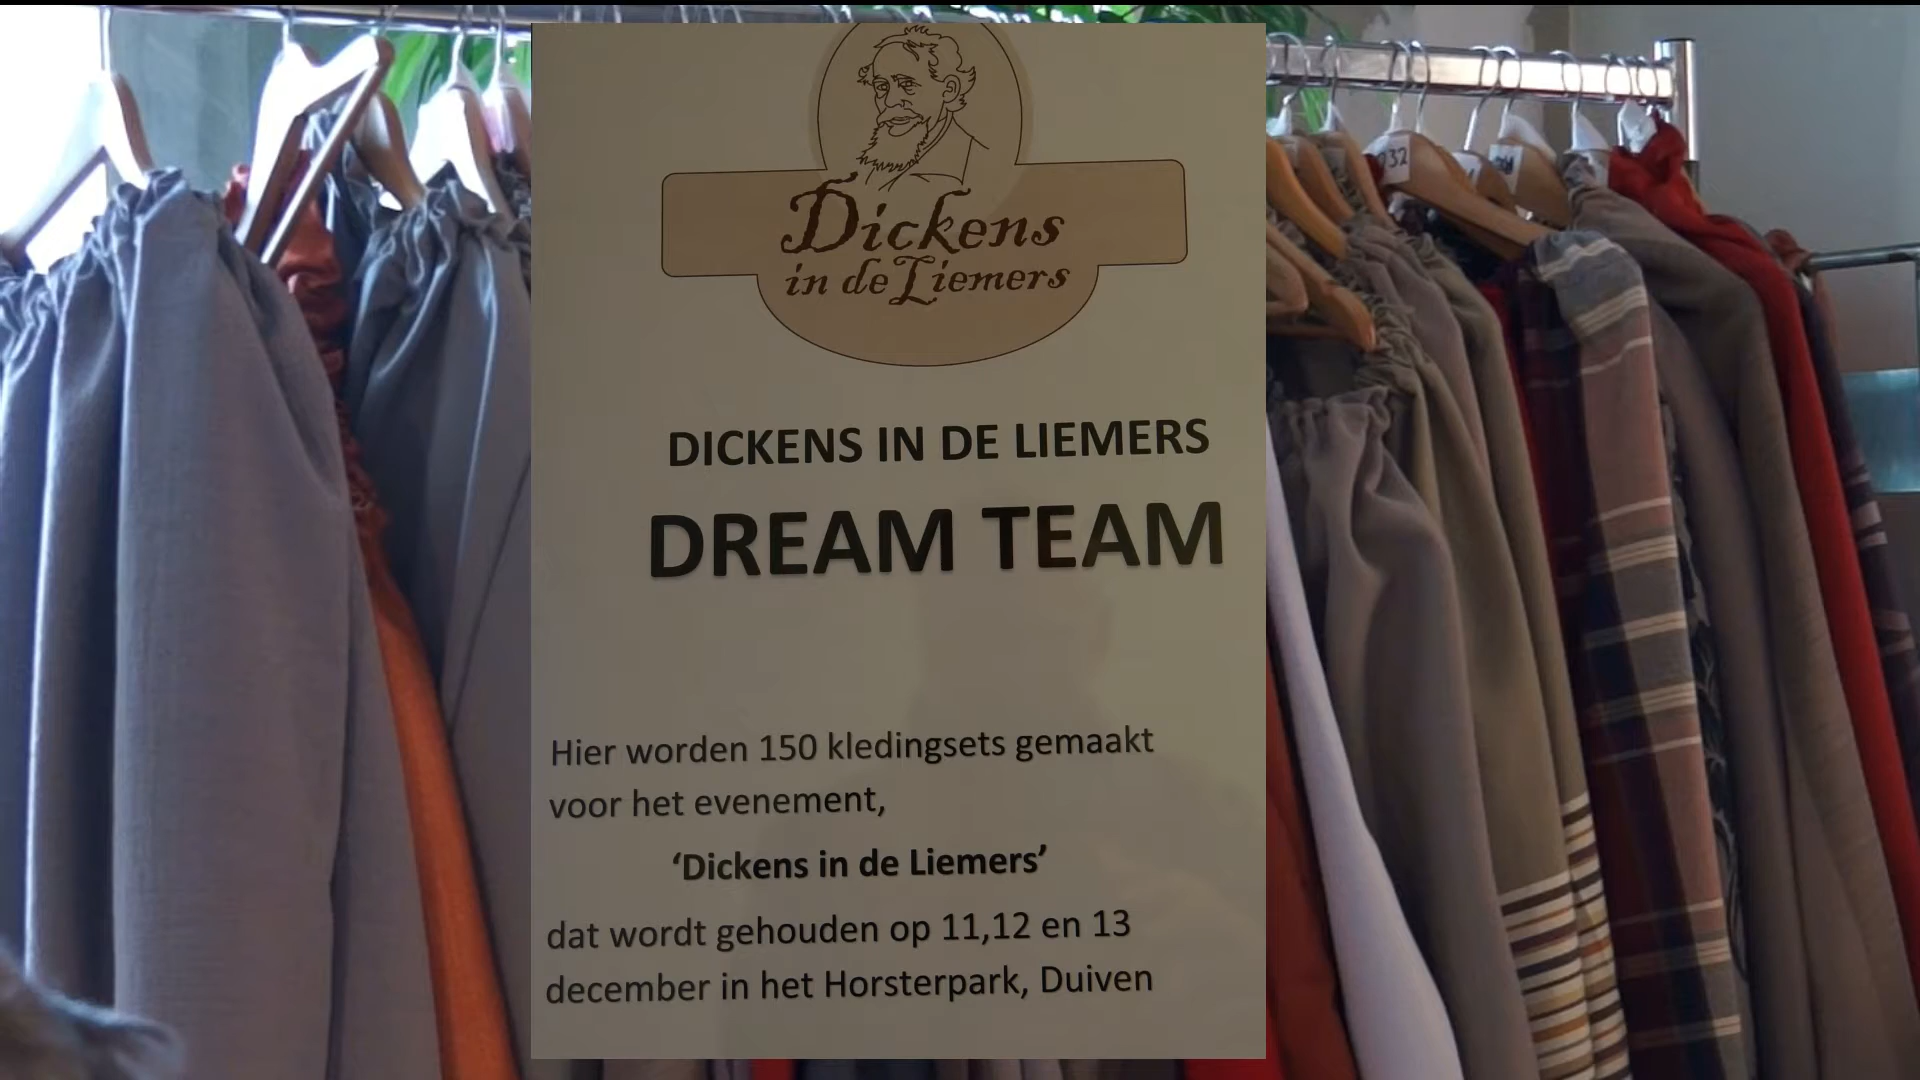 Dickens
in de Liemers
DICKENS IN DE LIEMERS
DREAM TEAM
Hier worden 150 kledingsets gemaakt
voor het evenement,
‘Dickens in de Liemers’
dat wordt gehouden op 11,12 en 13
december in het Horsterpark, Duiven
32